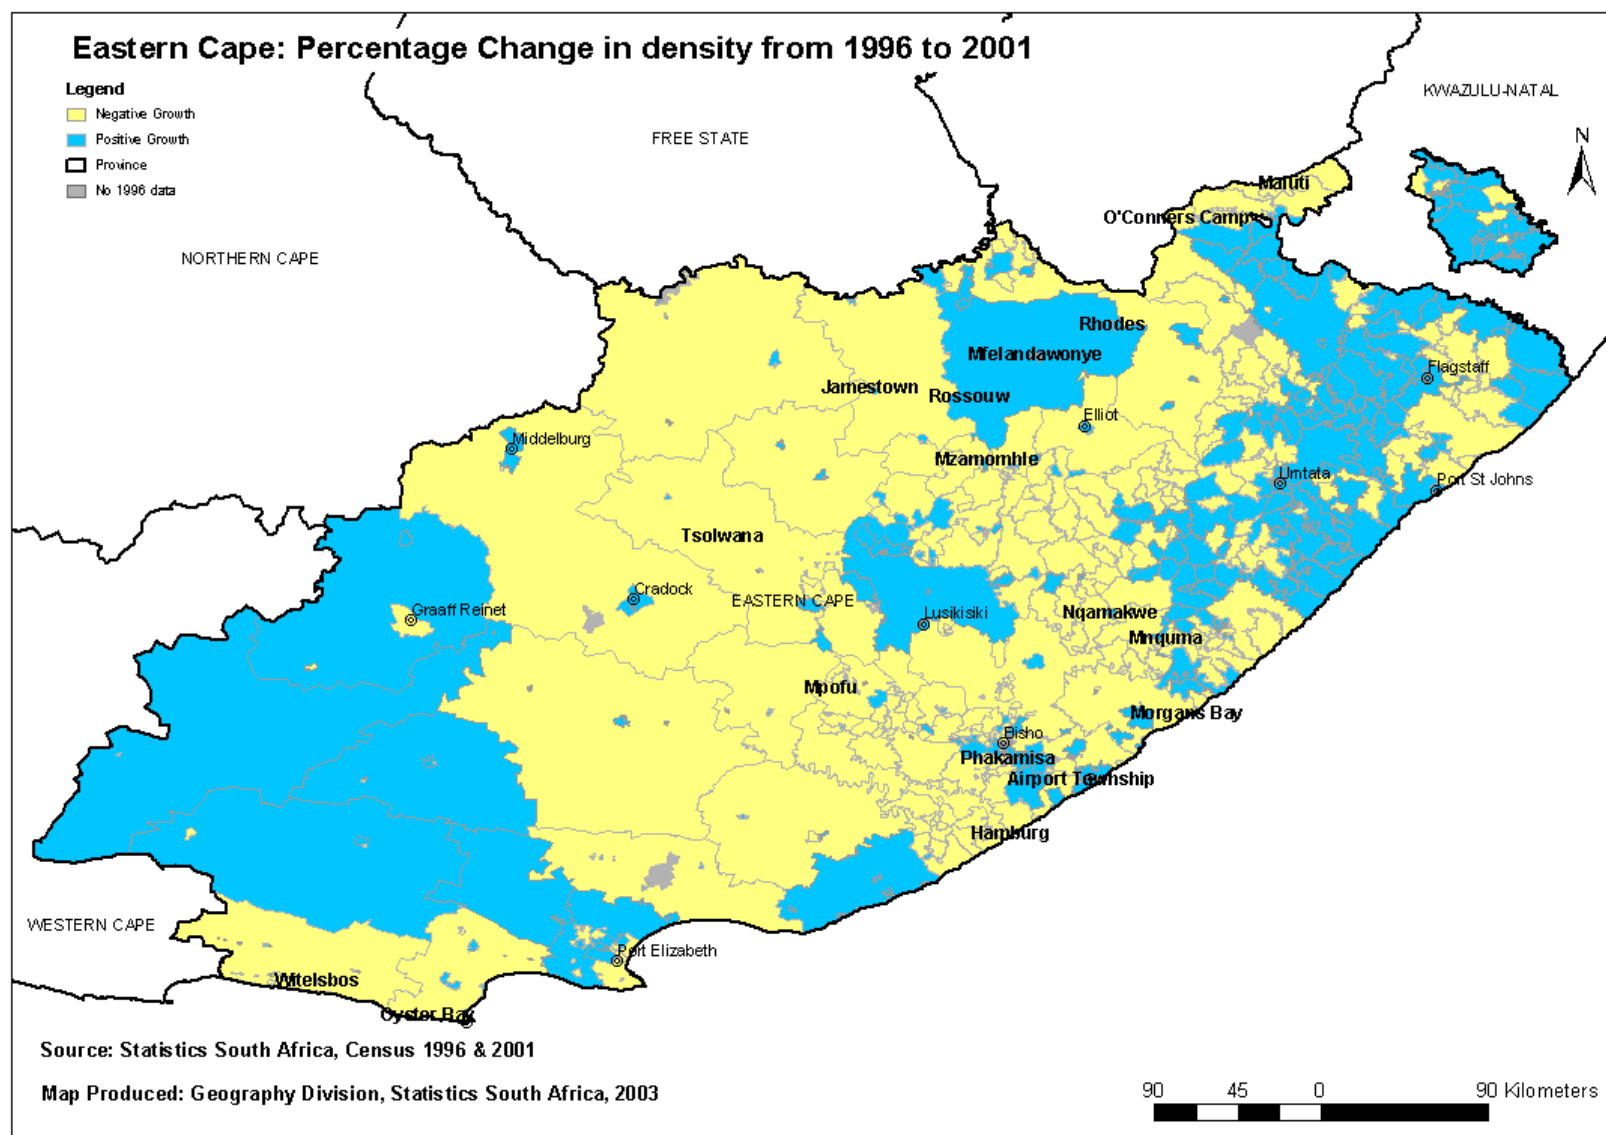 Eastern Cape: Percentage Change in density from 1996 to 2001
Legend
Negative Growth
Positive Growth
Province
No 1996 data
KWAZULU-NATAL
FREE STATE
N
Maluti
O'Conners Camp
NORTHERN CAPE
Rhodes
Mfelandawonye
Flagstaff
Jamestown
Rossouw
Elliot
Middelburg
Mzamomhle
Umtata
Port St Johns
Tsolwana
Cradock
EASTERN CAPE
Graaff Reinet
Lusikisiki
Nqamakwe
Mnquma
Mpofu
Morgans Bay
Bisho
Phakamisa
Airport Township
Hamburg
WESTERN CAPE
Port Elizabeth
Witelsbos
Oyster Bay
Source: Statistics South Africa, Census 1996 & 2001
Map Produced: Geography Division, Statistics South Africa, 2003
90 45 0 90 Kilometers